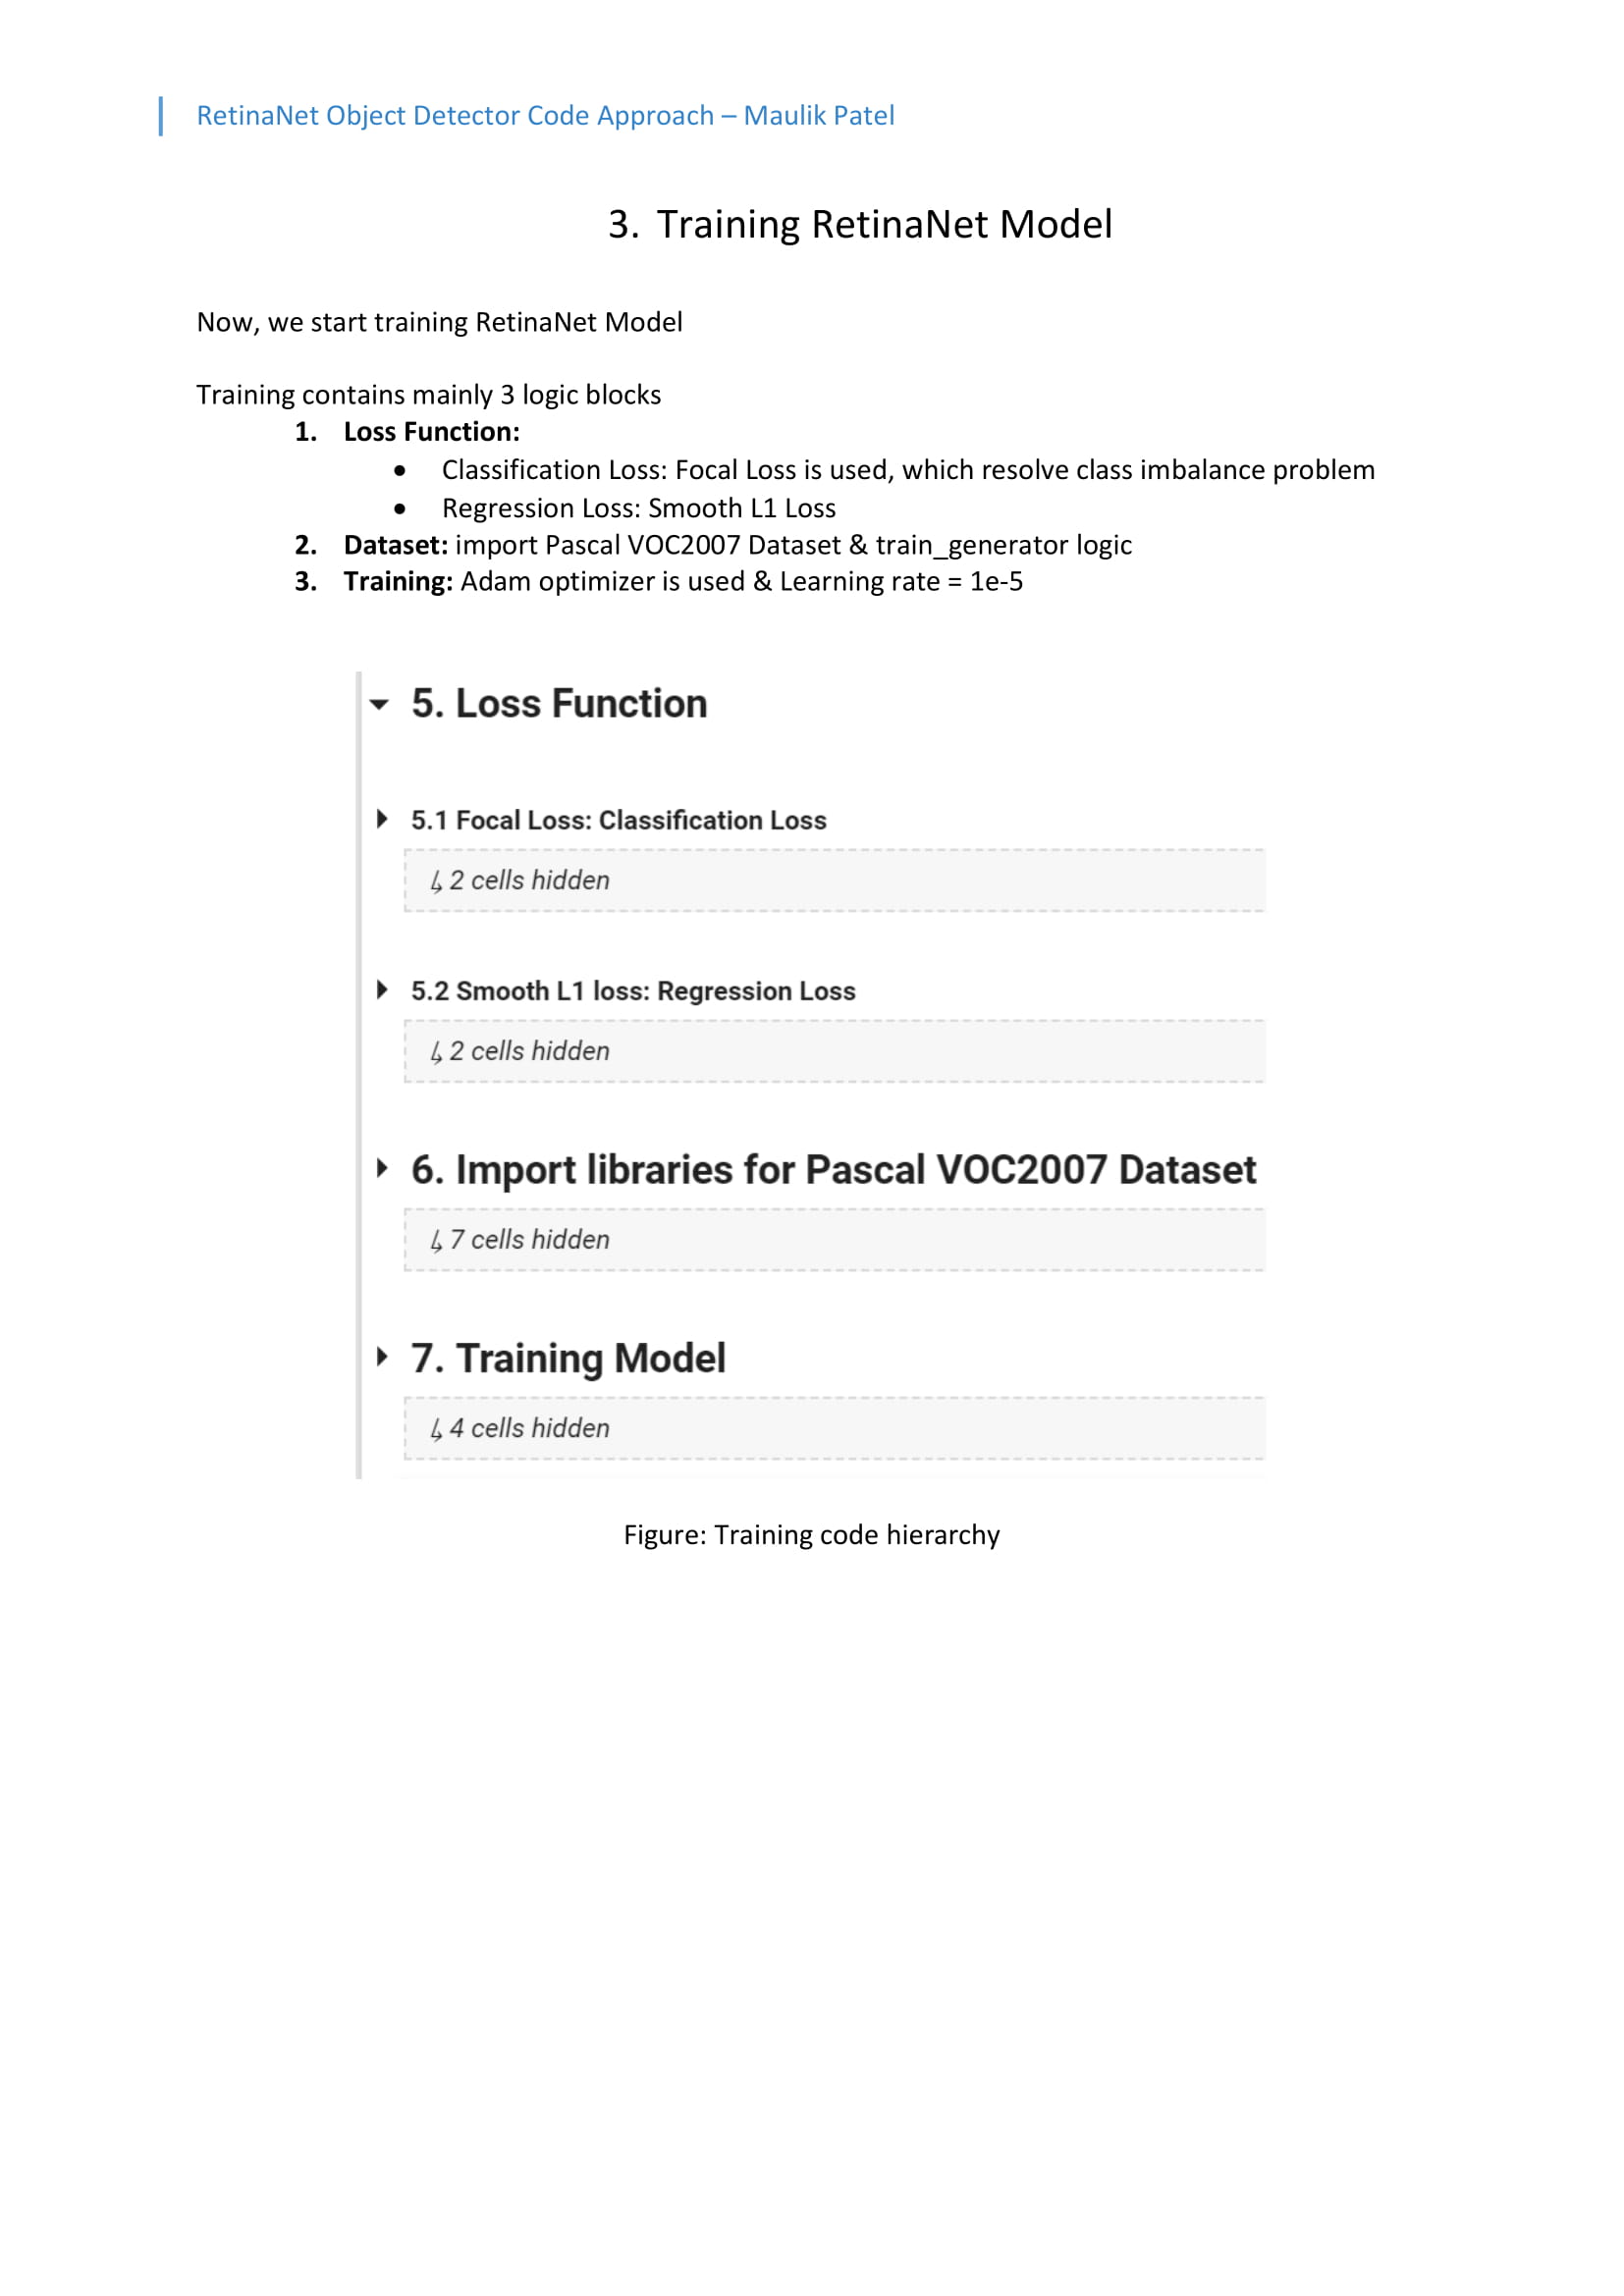 RetinaNet Object Detector Code Approach – Maulik Patel
3. Training RetinaNet Model
Now, we start training RetinaNet Model
Training contains mainly 3 logic blocks
1. Loss Function:
• Classification Loss: Focal Loss is used, which resolve class imbalance problem
• Regression Loss: Smooth L1 Loss
2. Dataset: import Pascal VOC2007 Dataset & train_generator logic
3. Training: Adam optimizer is used & Learning rate = 1e-5
5. Loss Function
5.1 Focal Loss: Classification Loss
↳ 2 cells hidden
5.2 Smooth L1 loss: Regression Loss
↳ 2 cells hidden
6. Import libraries for Pascal VOC2007 Dataset
↳ 7 cells hidden
7. Training Model
↳ 4 cells hidden
Figure: Training code hierarchy